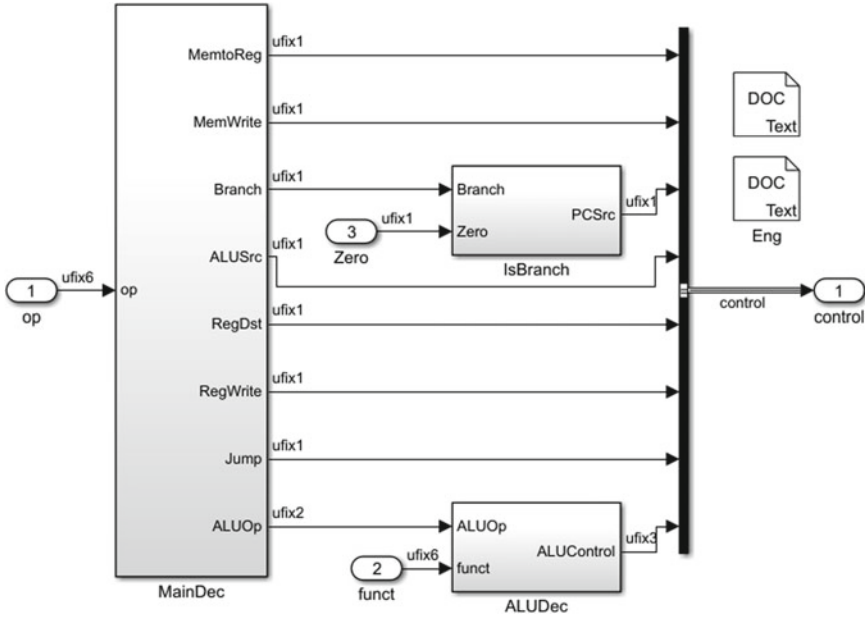 MemtoReg
ufix1
MemWrite
ufix1
Branch
ufix1
ALUSrc
ufix1
RegDst
ufix1
RegWrite
ufix1
Jump
ufix1
ALUOp
ufix2
MainDec
1
op
ufix6
op
3
Zero
ufix1
Branch
Zero
PCSrc
ufix1
IsBranch
2
funct
ufix6
ALUOp
funct
ALUControl
ufix3
ALUDec
DOC
Text
DOC
Text
Eng
control
1
control